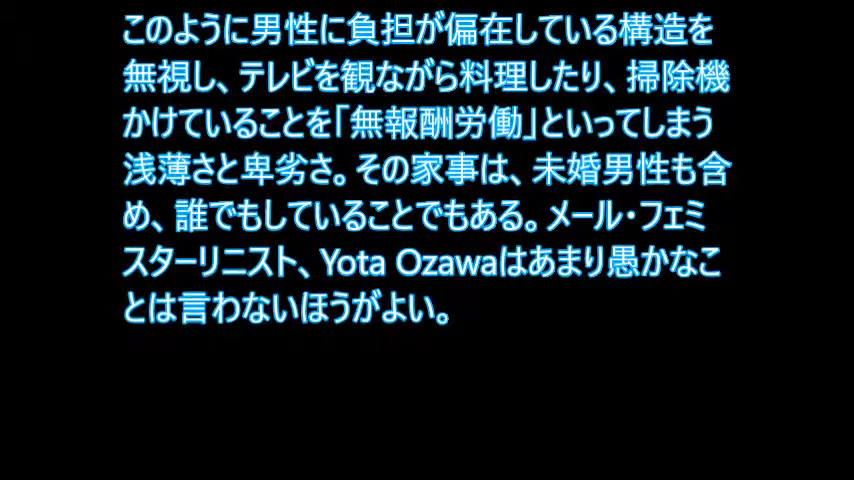 このように男性に負担が偏在している構造を
無視し、テレビを観ながら料理したり、掃除機
かけていることを「無報酬労働」といってしまう
浅薄さと卑劣さ。その家事は、未婚男性も含
め、誰でもしていることでもある。メール・フェミ
スターリニスト、Yota Ozawaはあまり愚かなこ
とは言わないほうがよい。